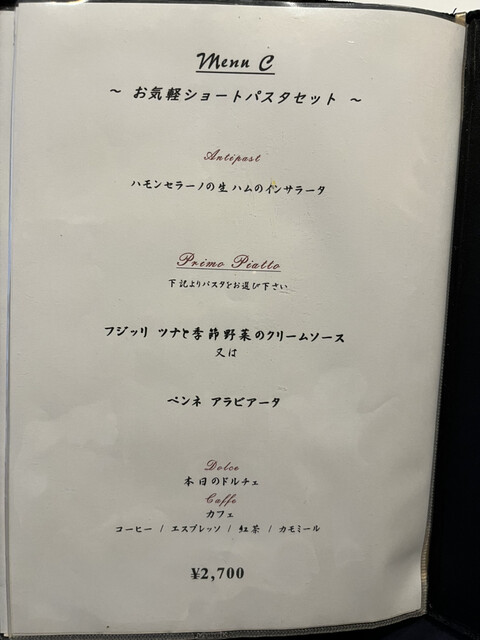 Menu C
~ お気軽ショートパスタセット ~
Antipast
ハモンセラーノの生ハムのインサラータ
Primo Piatto
下記よりパスタをお選び下さい
フジッリ ツナと季節野菜のクリームソース
又は
ペンネ アラビアータ
Dolce
本日のドルチェ
Caffe
カフェ
コーヒー / エスプレッソ / 紅茶 / カモミール
¥2,700